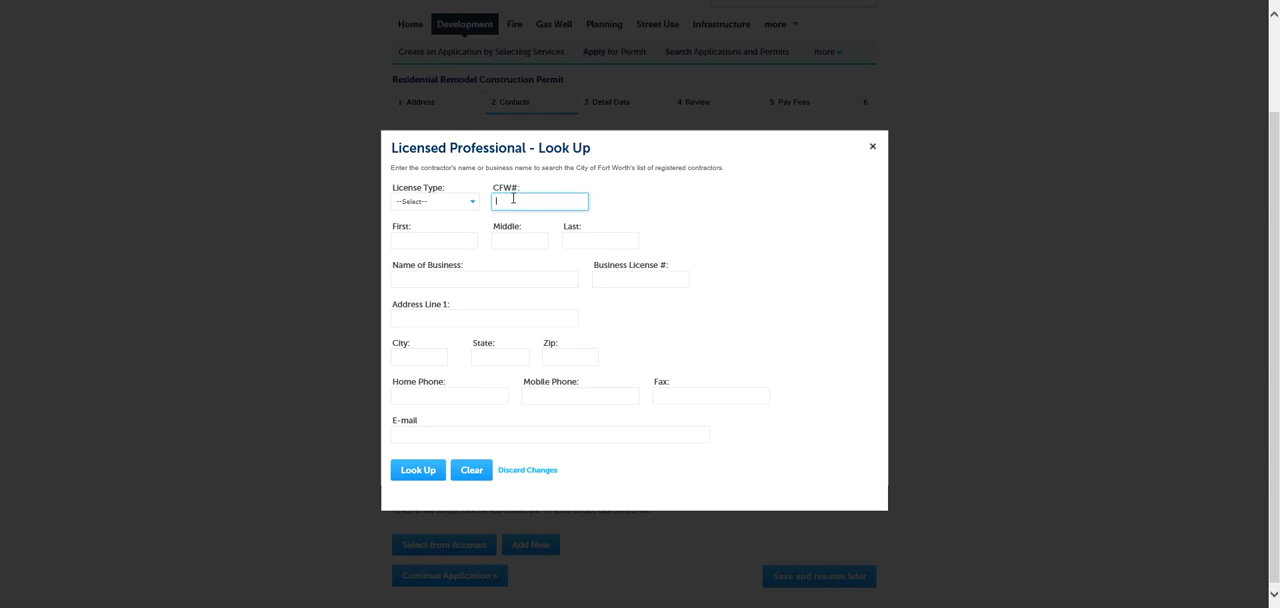 Home Development Fire Gas Well Planning Street Use Infrastructure more
Create an Application by Selecting Services Apply for Permit Search Applications and Permits more
Residential Remodel Construction Permit
1 Address 2 Contacts 3 Detail Data 4 Review 5 Pay Fees 6
Licensed Professional - Look Up
Enter the contractor's name or business name to search the City of Fort Worth's list of registered contractors.
License Type: CFW#:
--Select--
First: Middle: Last:
Name of Business: Business License #:
Address Line 1:
City: State: Zip:
Home Phone: Mobile Phone: Fax:
E-mail
Look Up Clear Discard Changes
Select from Account Add New
Continue Application » Save and resume later